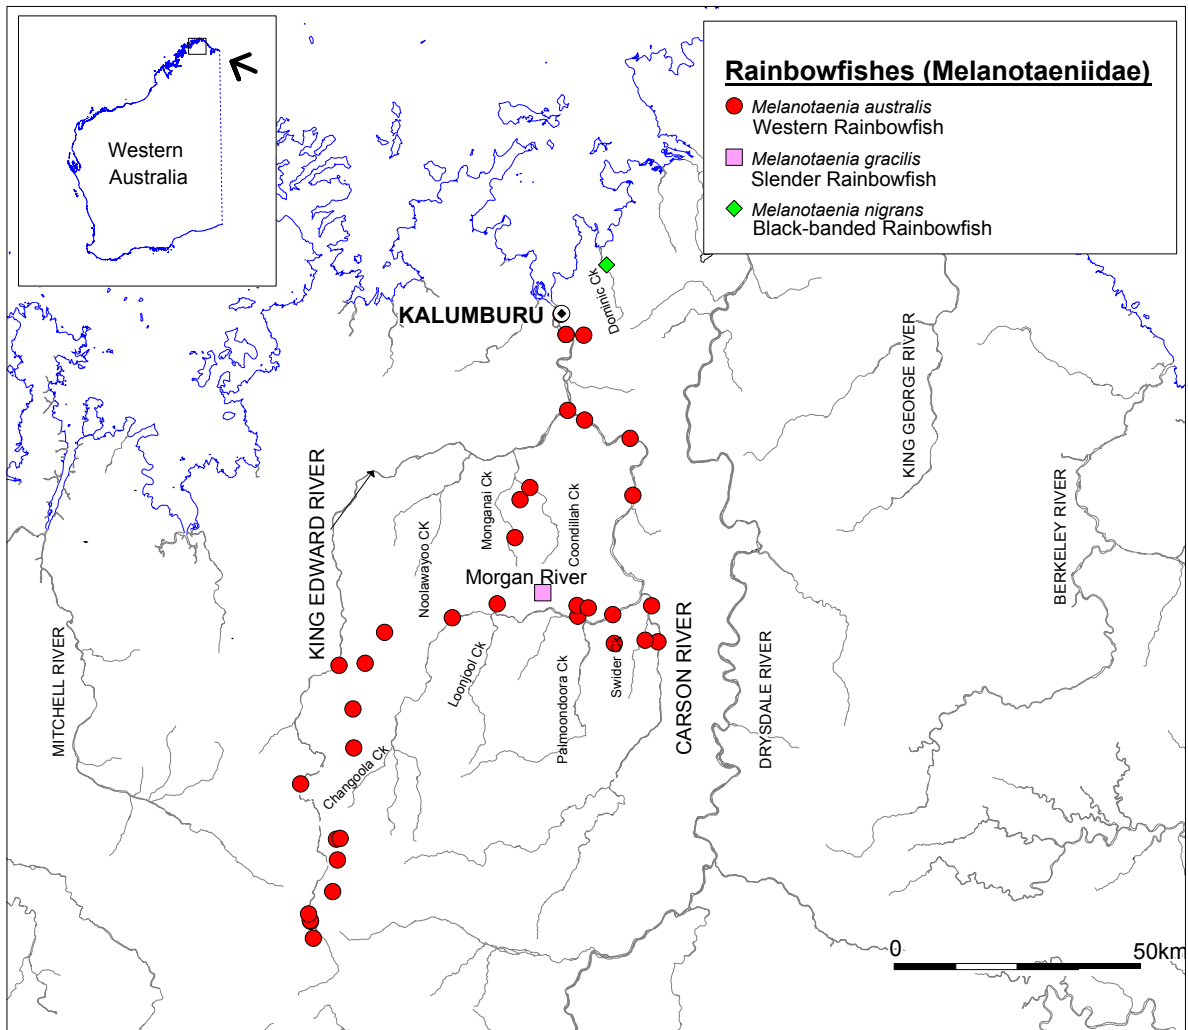 Western
Australia
Rainbowfishes (Melanotaeniidae)
Melanotaenia australis
Western Rainbowfish
Melanotaenia gracilis
Slender Rainbowfish
Melanotaenia nigrans
Black-banded Rainbowfish
KALUMBURU
Dominic Ck
KING GEORGE RIVER
KING EDWARD RIVER
Noolawayoo CK
Monganai Ck
Coondillah Ck
BERKELEY RIVER
Morgan River
MITCHELL RIVER
Loonjool Ck
Palmoondoora Ck
Swider Ck
CARSON RIVER
DRYSDALE RIVER
Changoola Ck
0 50km